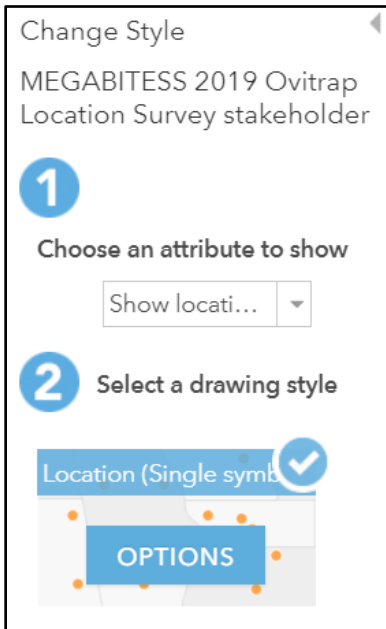 Change Style
MEGABITESS 2019 Ovitrap
Location Survey stakeholder
1
Choose an attribute to show
Show locati...
2 Select a drawing style
Location (Single symb
OPTIONS